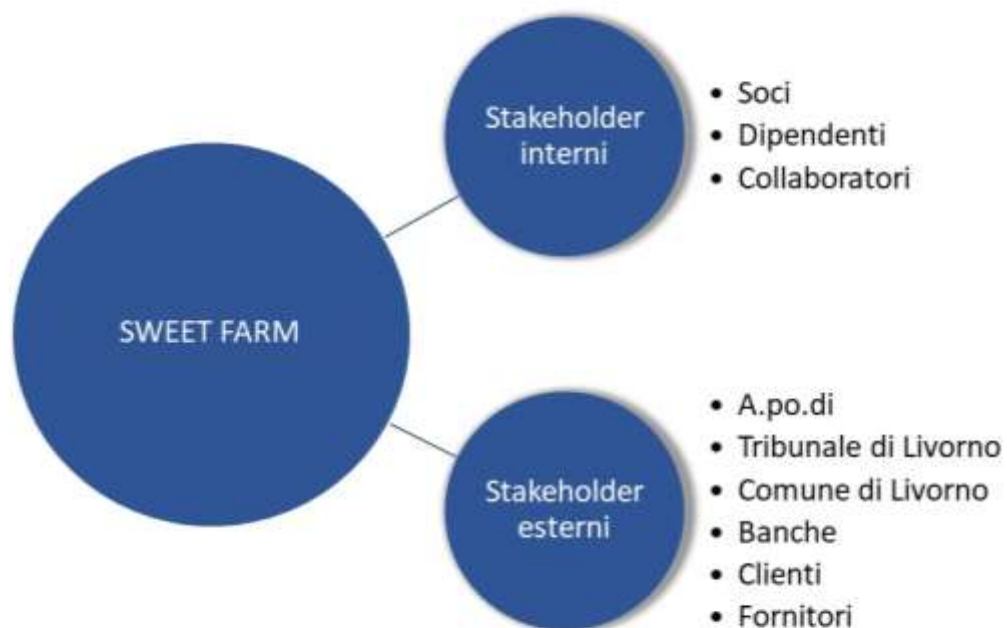 SWEET FARM
Stakeholder
interni
• Soci
• Dipendenti
• Collaboratori
Stakeholder
esterni
• A.po.di
• Tribunale di Livorno
• Comune di Livorno
• Banche
• Clienti
• Fornitori